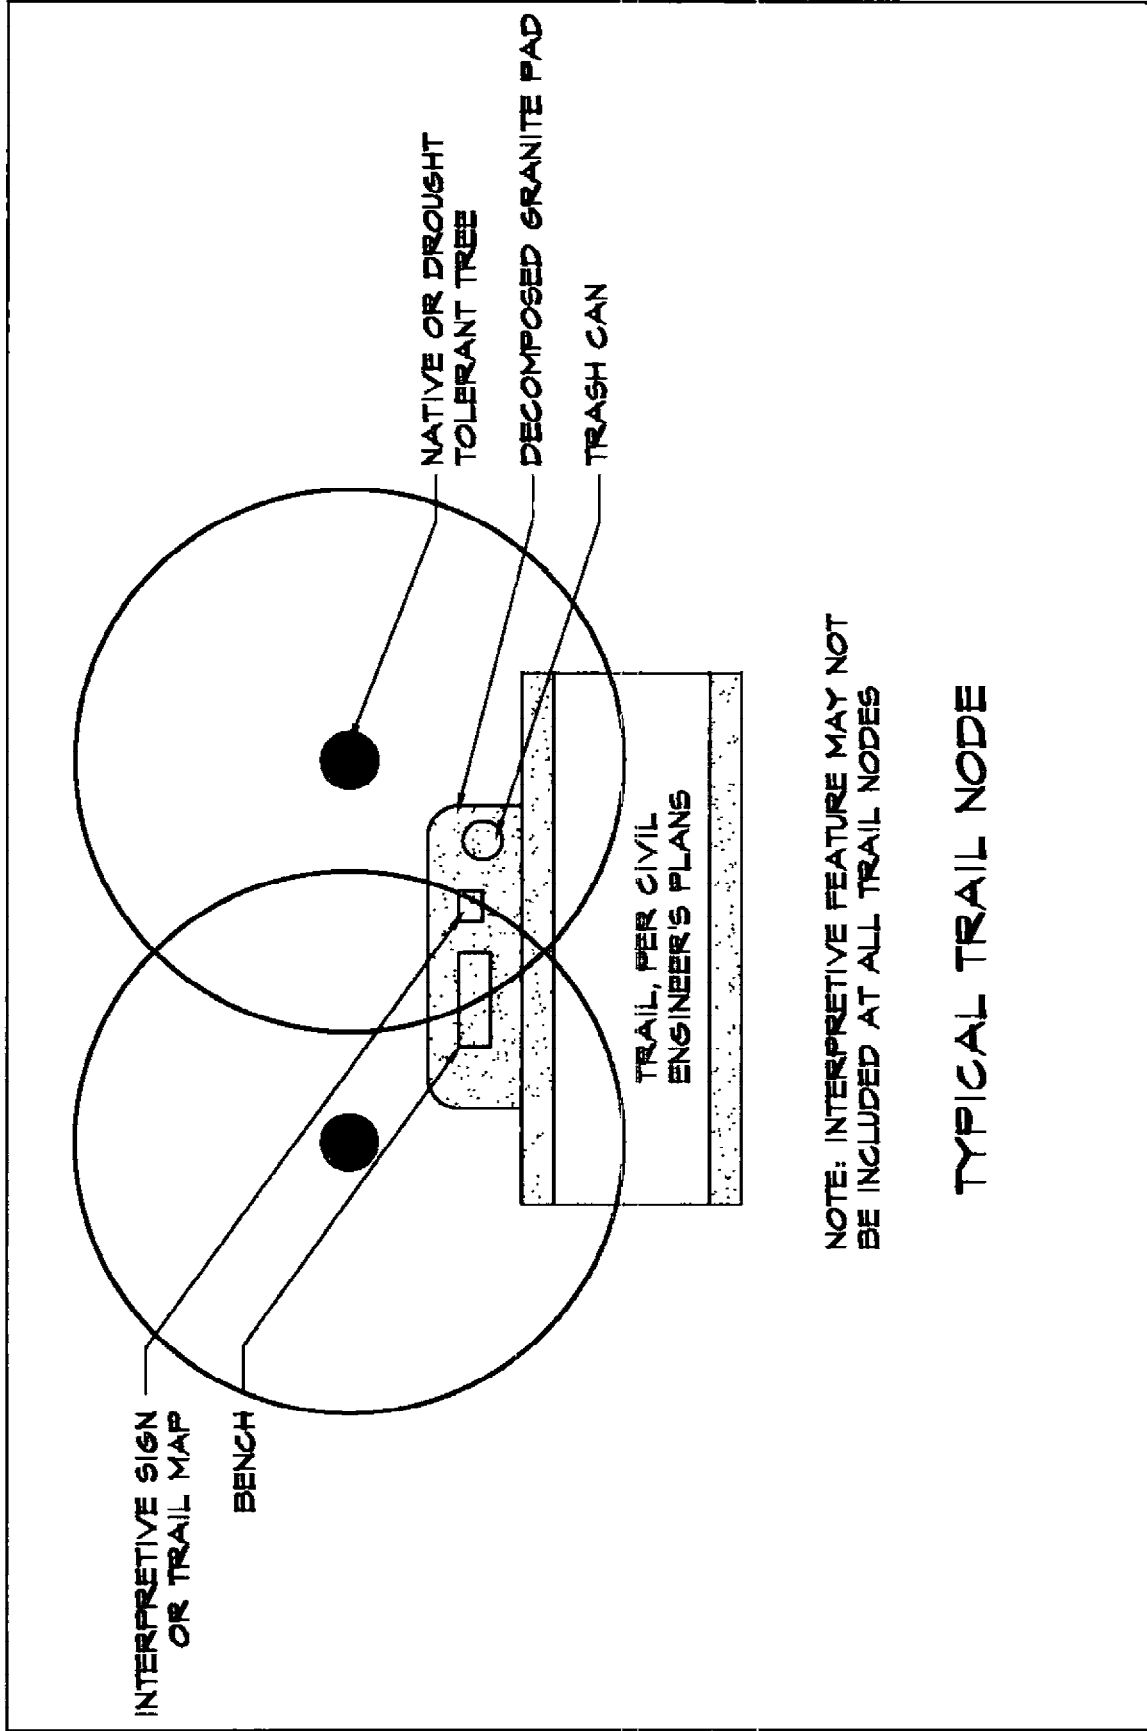 INTERPRETIVE SIGN
OR TRAIL MAP
BENCH
NATIVE OR DROUGHT
TOLERANT TREE
DECOMPOSED GRANITE PAD
TRASH CAN
TRAIL, PER CIVIL
ENGINEER'S PLANS
NOTE: INTERPRETIVE FEATURE MAY NOT
BE INCLUDED AT ALL TRAIL NODES
TYPICAL TRAIL NODE